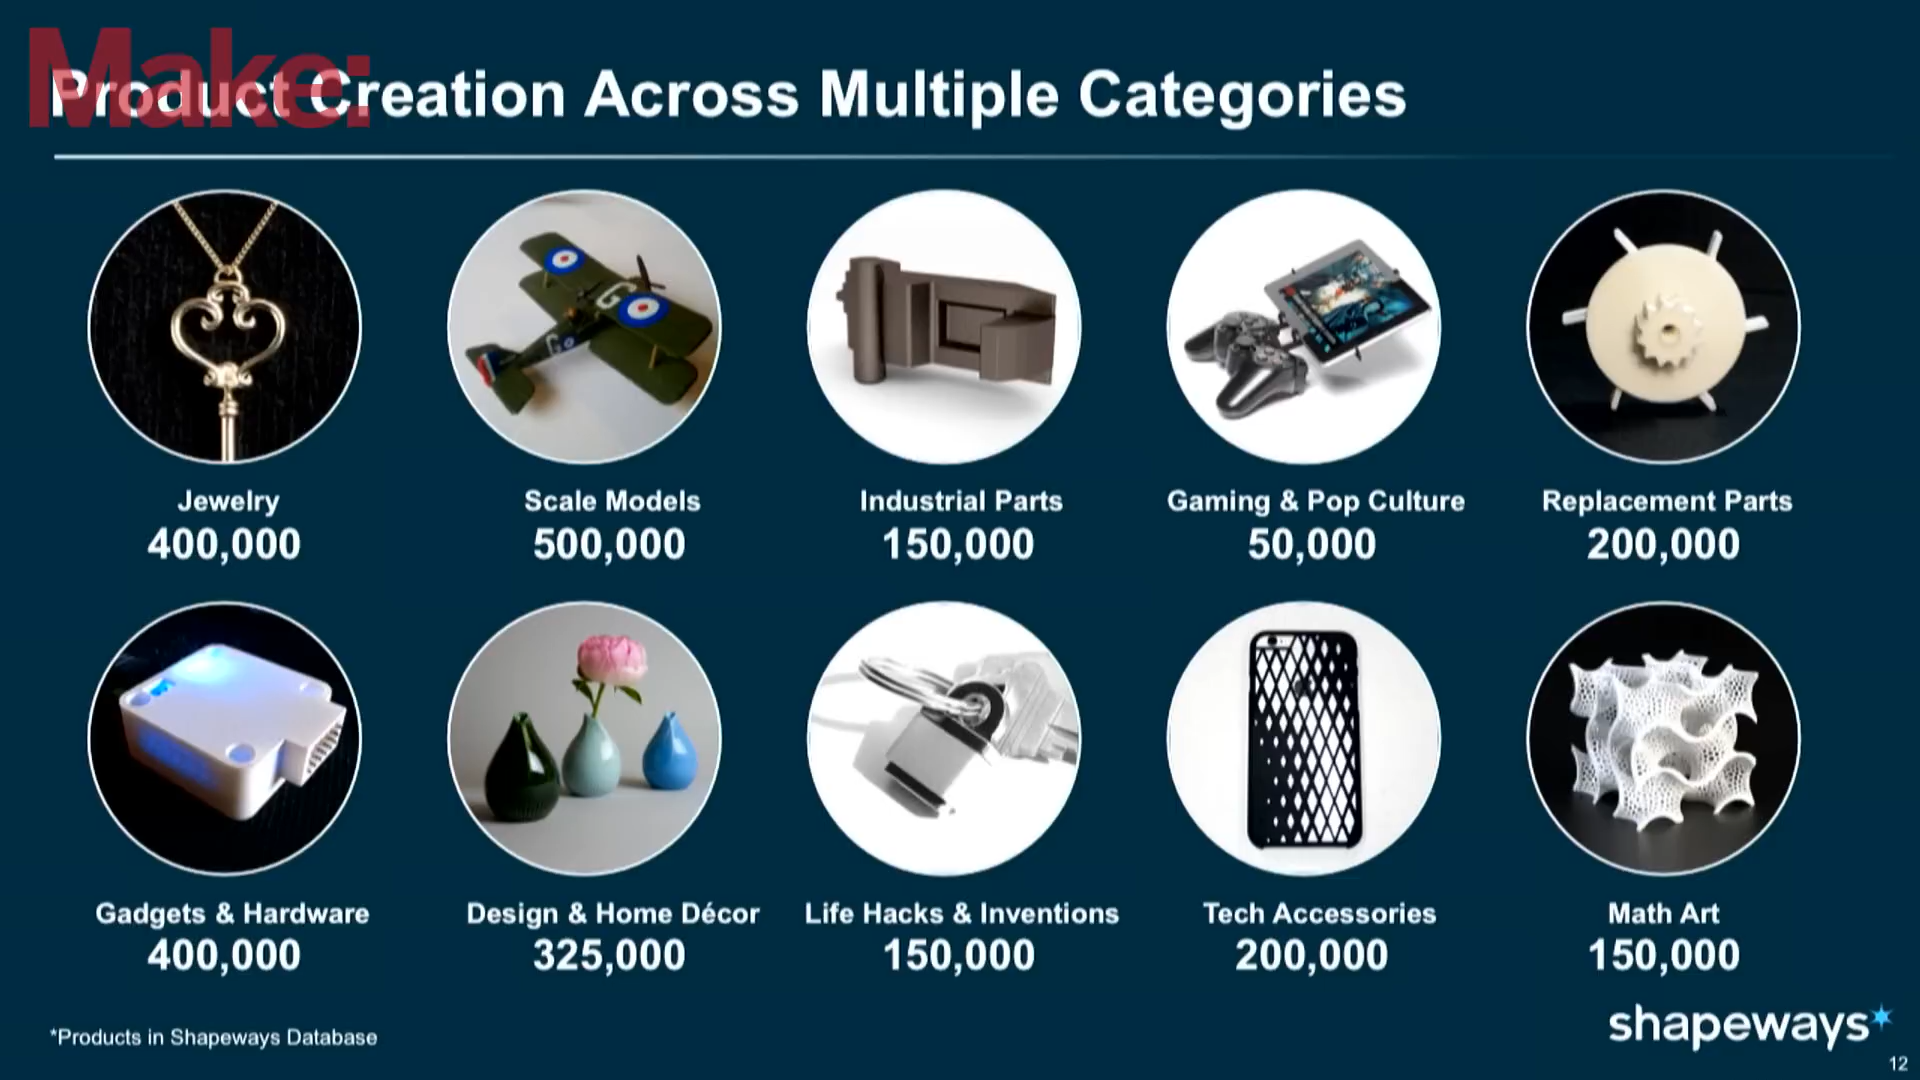 Make:
Product Creation Across Multiple Categories
Jewelry
400,000
Scale Models
500,000
Industrial Parts
150,000
Gaming & Pop Culture
50,000
Replacement Parts
200,000
Gadgets & Hardware
400,000
Design & Home Décor
325,000
Life Hacks & Inventions
150,000
Tech Accessories
200,000
Math Art
150,000
*Products in Shapeways Database
shapeways*
12